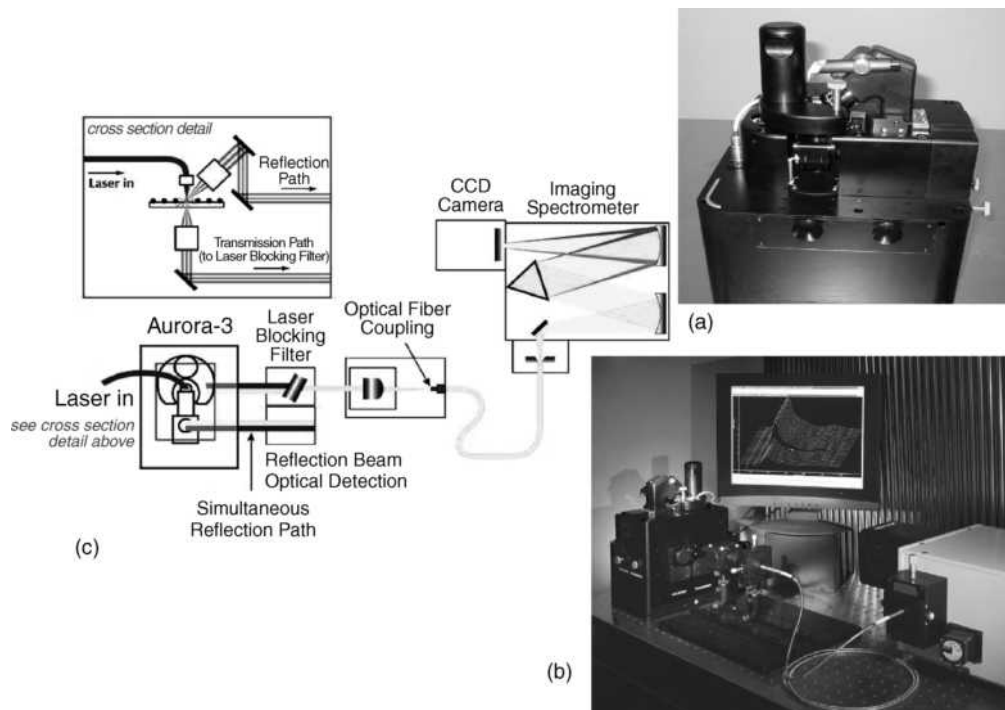 cross section detail
Laser in
Reflection
Path
Transmission Path
(to Laser Blocking Filter)
CCD
Camera
Imaging
Spectrometer
(a)
Aurora-3
Laser
Blocking
Filter
Optical Fiber
Coupling
Laser in
see cross section
detail above
Reflection Beam
Optical Detection
Simultaneous
Reflection Path
(c)
(b)